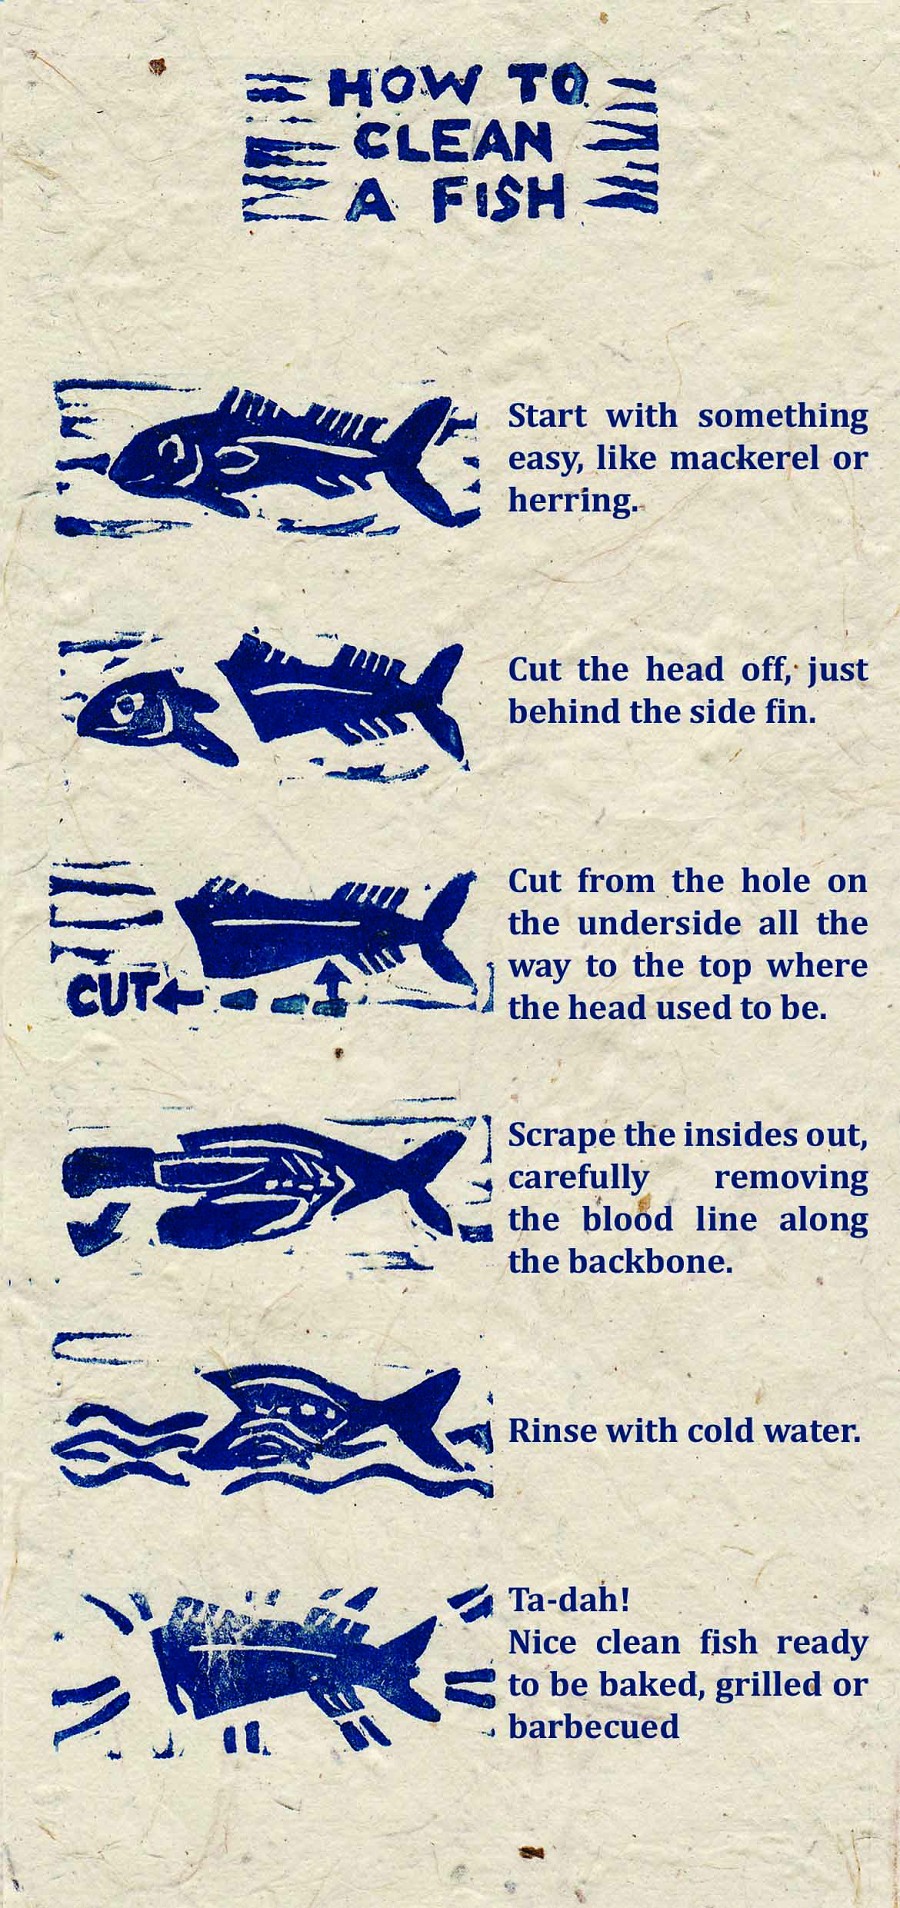 HOW TO
CLEAN
A FISH
Start with something
easy, like mackerel or
herring.
Cut the head off, just
behind the side fin.
Cut from the hole on
the underside all the
way to the top where
the head used to be.
CUT
Scrape the insides out,
carefully removing
the blood line along
the backbone.
Rinse with cold water.
Ta-dah!
Nice clean fish ready
to be baked, grilled or
barbecued